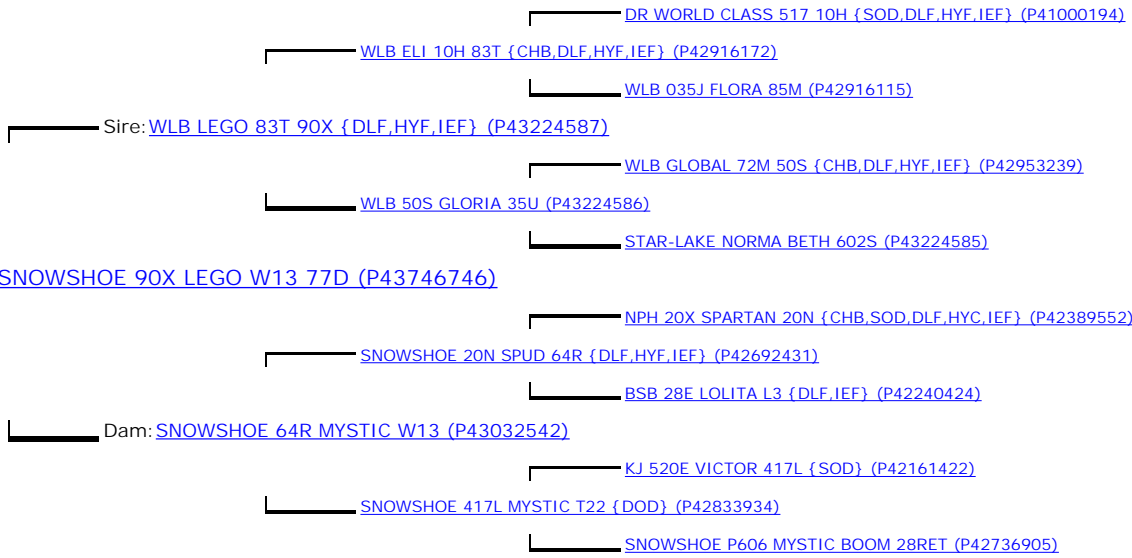 DR WORLD CLASS 517 10H {SOD,DLF,HYF,IEF} (P41000194)
WLB ELI 10H 83T {CHB,DLF,HYF,IEF} (P42916172)
WLB 035J FLORA 85M (P42916115)
Sire: WLB LEGO 83T 90X {DLF,HYF,IEF} (P43224587)
WLB GLOBAL 72M 50S {CHB,DLF,HYF,IEF} (P42953239)
WLB 50S GLORIA 35U (P43224586)
STAR-LAKE NORMA BETH 602S (P43224585)
SNOWSHOE 90X LEGO W13 77D (P43746746)
NPH 20X SPARTAN 20N {CHB,SOD,DLF,HYC,IEF} (P42389552)
SNOWSHOE 20N SPUD 64R {DLF,HYF,IEF} (P42692431)
BSB 28E LOLITA L3 {DLF,IEF} (P42240424)
Dam: SNOWSHOE 64R MYSTIC W13 (P43032542)
KJ 520E VICTOR 417L {SOD} (P42161422)
SNOWSHOE 417L MYSTIC T22 {DOD} (P42833934)
SNOWSHOE P606 MYSTIC BOOM 28RET (P42736905)